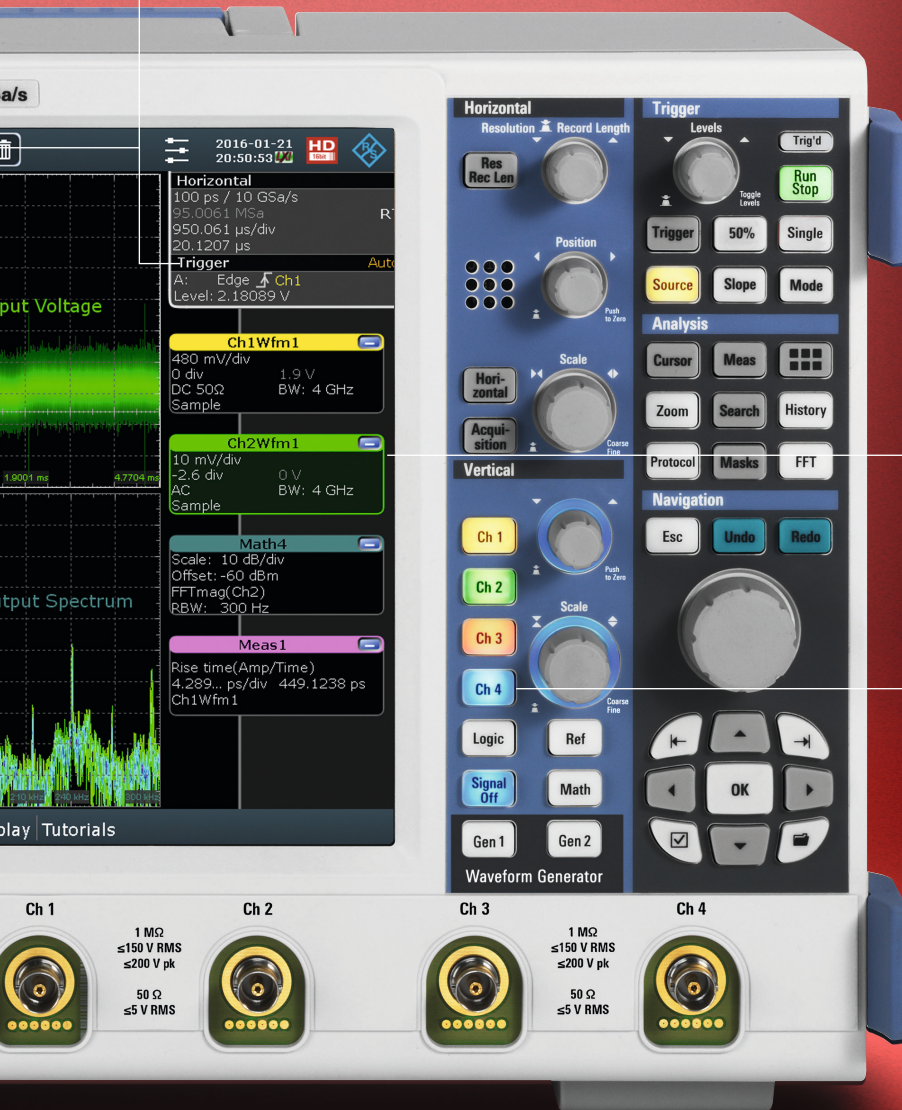 a/s
2016-01-21
20:50:53
HD
16bit
R&S
Horizontal
100 ps / 10 GSa/s
95.0061 MSa
950.061 µs/div
20.1207 µs
Trigger
Auto
A: Edge Ch1
Level: 2.18089 V
put Voltage
1.9001 ms
4.7704 ms
Ch1Wfm1
480 mV/div
0 div 1.9 V
DC 50Ω BW: 4 GHz
Sample
Ch2Wfm1
10 mV/div
-2.6 div 0 V
AC BW: 4 GHz
Sample
Math4
Scale: 10 dB/div
Offset: -60 dBm
FFTmag(Ch2)
RBW: 300 Hz
tput Spectrum
Meas1
Rise time(Amp/Time)
4.289... ps/div 449.1238 ps
Ch1Wfm1
210 kHz
240 kHz
300 kHz
play
Tutorials
Horizontal
Resolution Record Length
Res
Rec Len
Position
Push
to Zero
Scale
Hori-
zontal
Acqui-
sition
Coarse
Fine
Vertical
Ch 1
Push
to Zero
Ch 2
Scale
Ch 3
Ch 4
Coarse
Fine
Logic
Ref
Signal
Off
Math
Gen 1
Gen 2
Waveform Generator
Trigger
Levels
Trig'd
Run
Stop
Toggle
Levels
Trigger
50%
Single
Source
Slope
Mode
Analysis
Cursor
Meas
Zoom
Search
History
Protocol
Masks
FFT
Navigation
Esc
Undo
Redo
OK
Ch 1
1 MΩ
≤150 V RMS
≤200 V pk
50 Ω
≤5 V RMS
Ch 2
Ch 3
1 MΩ
≤150 V RMS
≤200 V pk
50 Ω
≤5 V RMS
Ch 4